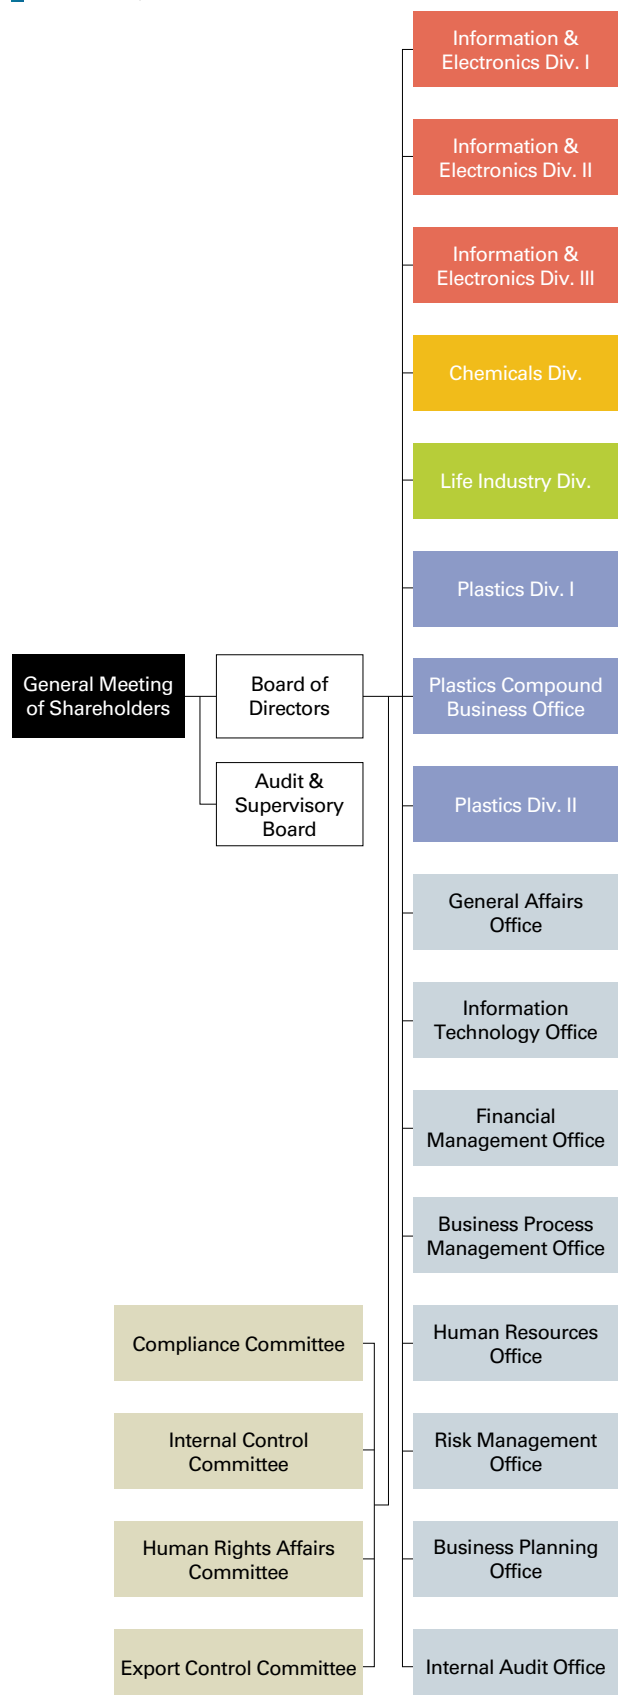 Information &
Electronics Div. I
Information &
Electronics Div. II
Information &
Electronics Div. III
Chemicals Div.
Life Industry Div.
Plastics Div. I
General Meeting
of Shareholders
Board of
Directors
Plastics Compound
Business Office
Audit &
Supervisory
Board
Plastics Div. II
General Affairs
Office
Information
Technology Office
Financial
Management Office
Business Process
Management Office
Compliance Committee
Human Resources
Office
Internal Control
Committee
Risk Management
Office
Human Rights Affairs
Committee
Business Planning
Office
Export Control Committee
Internal Audit Office